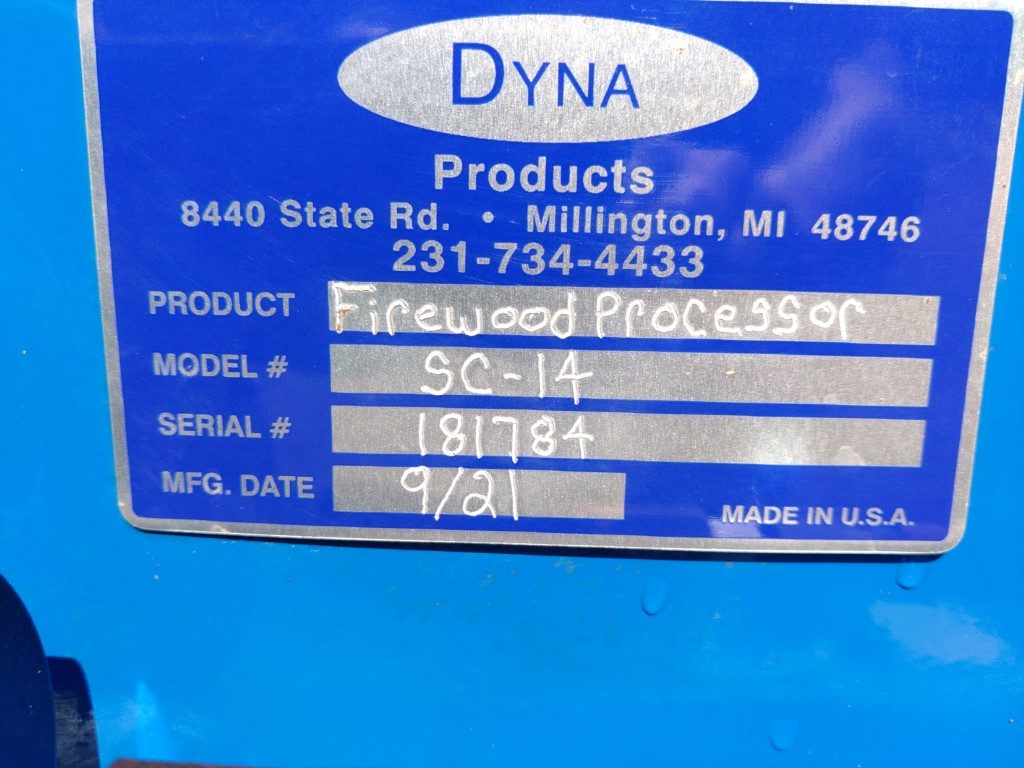 DYNA
Products
8440 State Rd. • Millington, MI 48746
231-734-4433
PRODUCT Firewood Processor
MODEL # SC-14
SERIAL # 181784
MFG. DATE 9/21
MADE IN U.S.A.